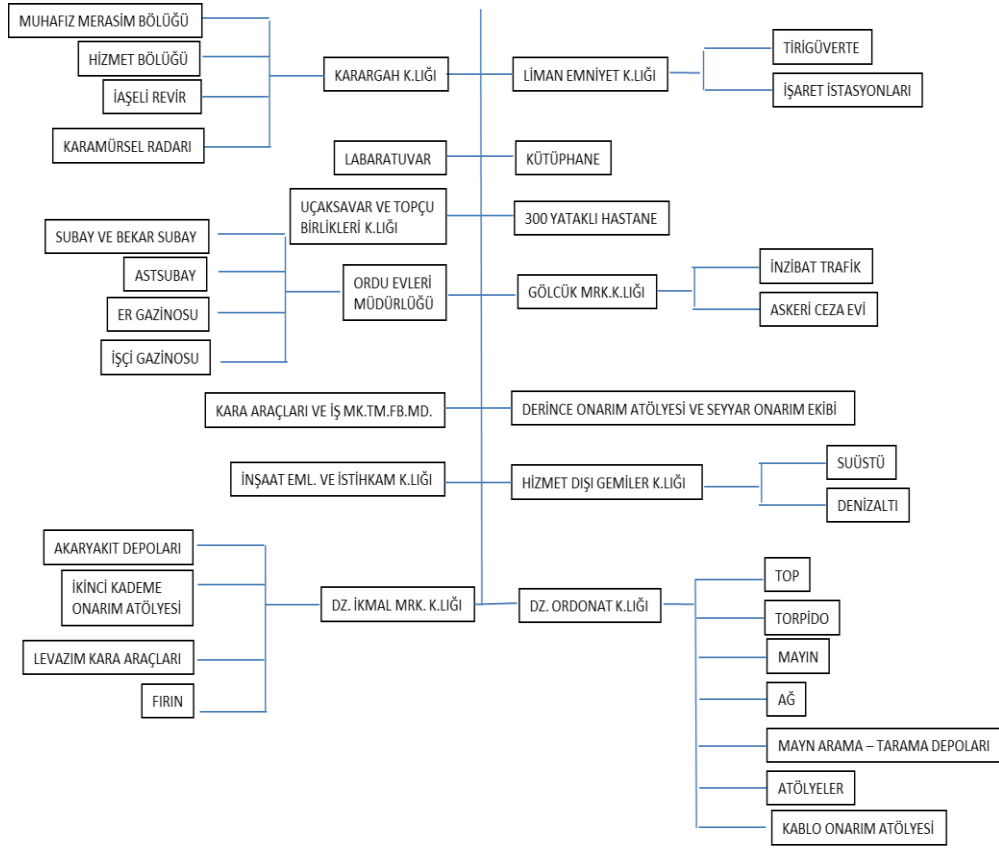 MUHAFIZ MERASİM BÖLÜĞÜ
HİZMET BÖLÜĞÜ
İAŞELİ REVİR
KARAMÜRSEL RADARI
KARARGAH K.LIĞI
LİMAN EMNİYET K.LIĞI
TİRİGÜVERTE
İŞARET İSTASYONLARI
LABARATUVAR
KÜTÜPHANE
UÇAKSAVAR VE TOPÇU
BİRLİKLERİ K.LIĞI
300 YATAKLI HASTANE
SUBAY VE BEKAR SUBAY
ASTSUBAY
ER GAZİNOSU
İŞÇİ GAZİNOSU
ORDU EVLERİ
MÜDÜRLÜĞÜ
GÖLCÜK MRK.K.LIĞI
İNZİBAT TRAFİK
ASKERİ CEZA EVİ
KARA ARAÇLARI VE İŞ MK.TM.FB.MD.
DERİNCE ONARIM ATÖLYESİ VE SEYYAR ONARIM EKİBİ
İNŞAAT EML. VE İSTİHKAM K.LIĞI
HİZMET DIŞI GEMİLER K.LIĞI
SUÜSTÜ
DENİZALTI
AKARYAKIT DEPOLARI
İKİNCİ KADEME
ONARIM ATÖLYESİ
LEVAZIM KARA ARAÇLARI
FIRIN
DZ. İKMAL MRK. K.LIĞI
DZ. ORDONAT K.LIĞI
TOP
TORPİDO
MAYIN
AĞ
MAYN ARAMA – TARAMA DEPOLARI
ATÖLYELER
KABLO ONARIM ATÖLYESİ